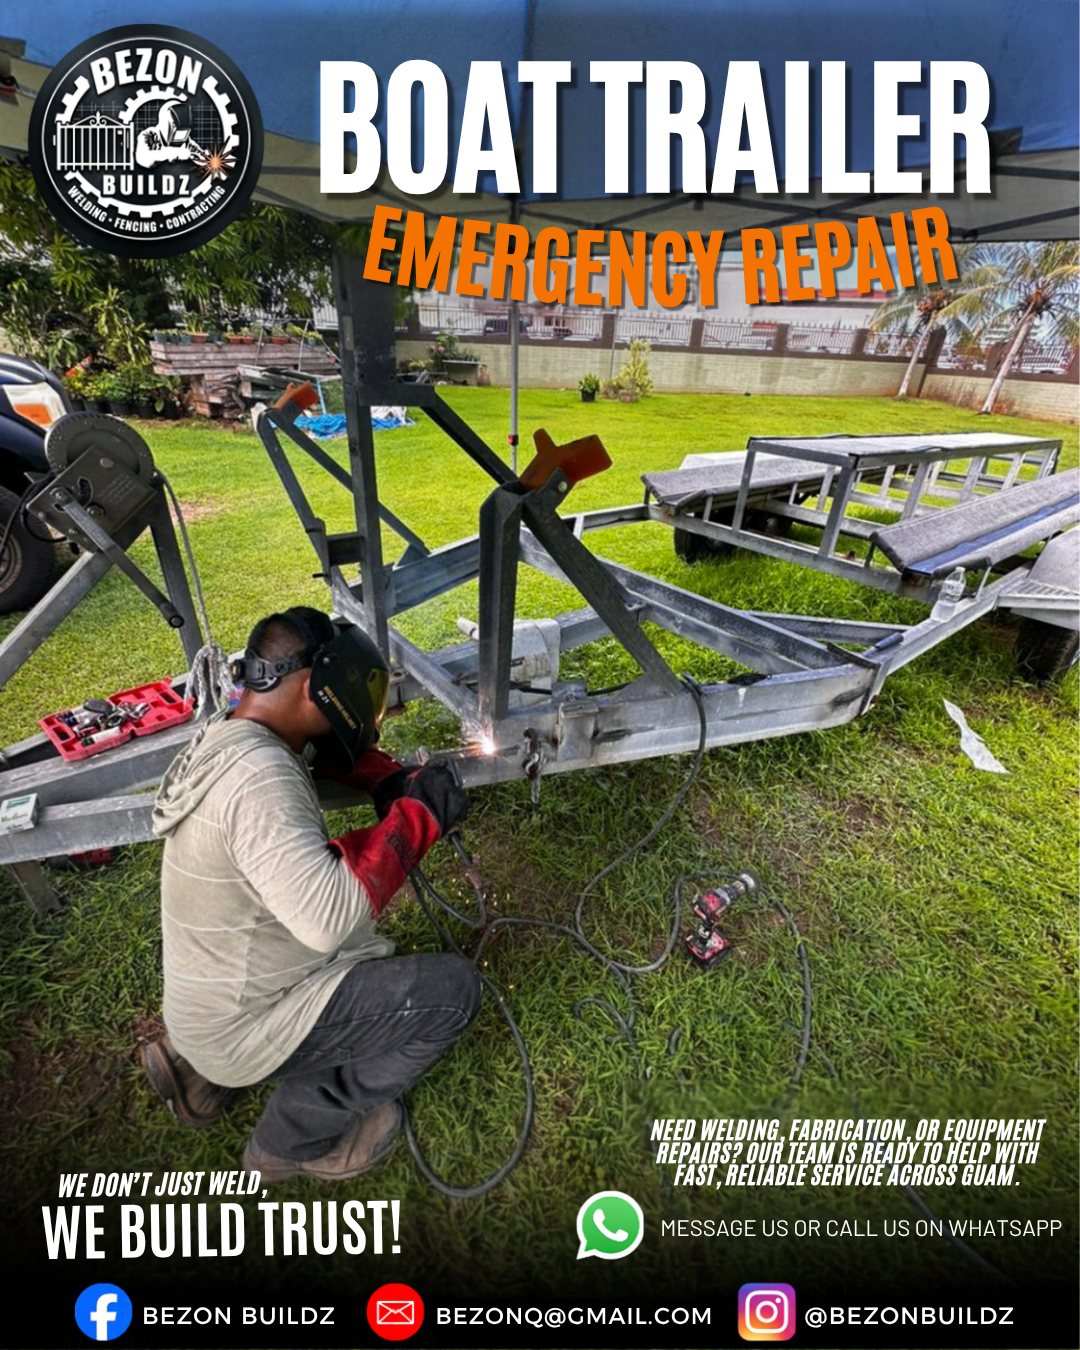 BEZON
BUILDZ
WELDING • FENCING • CONTRACTING
BOAT TRAILER
EMERGENCY REPAIR
NEED WELDING, FABRICATION, OR EQUIPMENT
REPAIRS? OUR TEAM IS READY TO HELP WITH
FAST, RELIABLE SERVICE ACROSS GUAM.
WE DON'T JUST WELD,
WE BUILD TRUST!
MESSAGE US OR CALL US ON WHATSAPP
BEZON BUILDZ
BEZONQ@GMAIL.COM
@BEZONBUILDZ